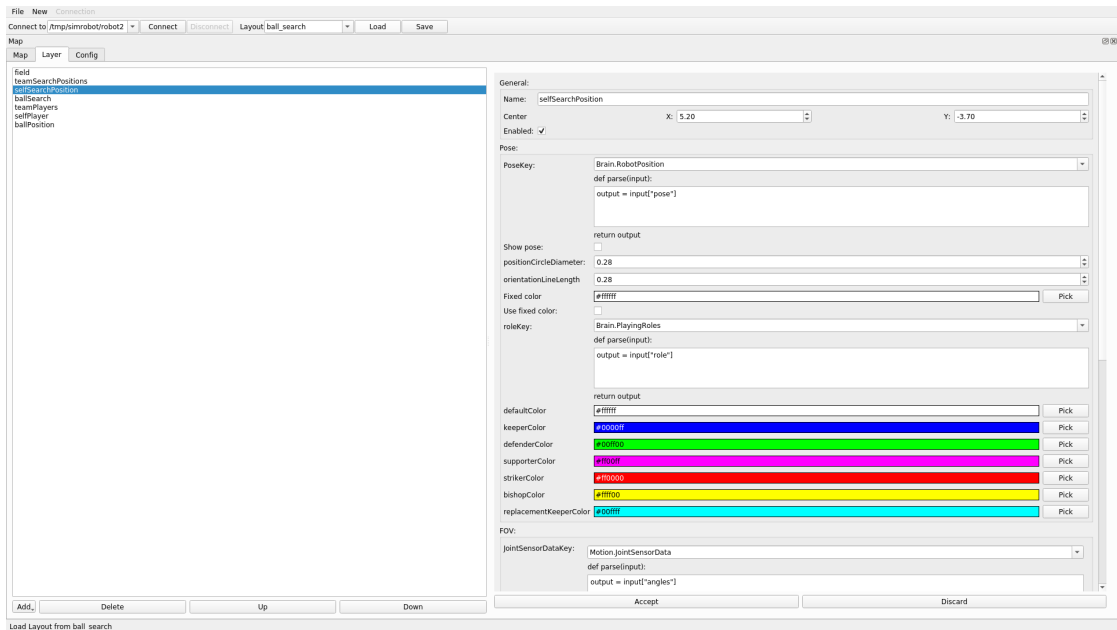 File New Connection
Connect to /tmp/simrobot/robot2 Connect Disconnect Layout ball_search Load Save
Map
Map Layer Config
field
teamSearchPositions
selfSearchPosition
ballSearch
teamPlayers
selfPlayer
ballPosition
Add Delete Up Down
General:
Name: selfSearchPosition
Center X: 5.20 Y: -3.70
Enabled:
Pose:
PoseKey: Brain.RobotPosition
def parse(input):
output = input["pose"]
return output
Show pose:
positionCircleDiameter: 0.28
orientationLineLength 0.28
Fixed color #ffffff Pick
Use fixed color:
roleKey: Brain.PlayingRoles
def parse(input):
output = input["role"]
return output
defaultColor #ffffff Pick
keeperColor #0000ff Pick
defenderColor #00ff00 Pick
supporterColor #ff00ff Pick
strikerColor #ff0000 Pick
bishopColor #ffff00 Pick
replacementKeeperColor #00ffff Pick
FOV:
JointSensorDataKey: Motion.JointSensorData
def parse(input):
output = input["angles"]
Accept Discard
Load Layout from ball_search